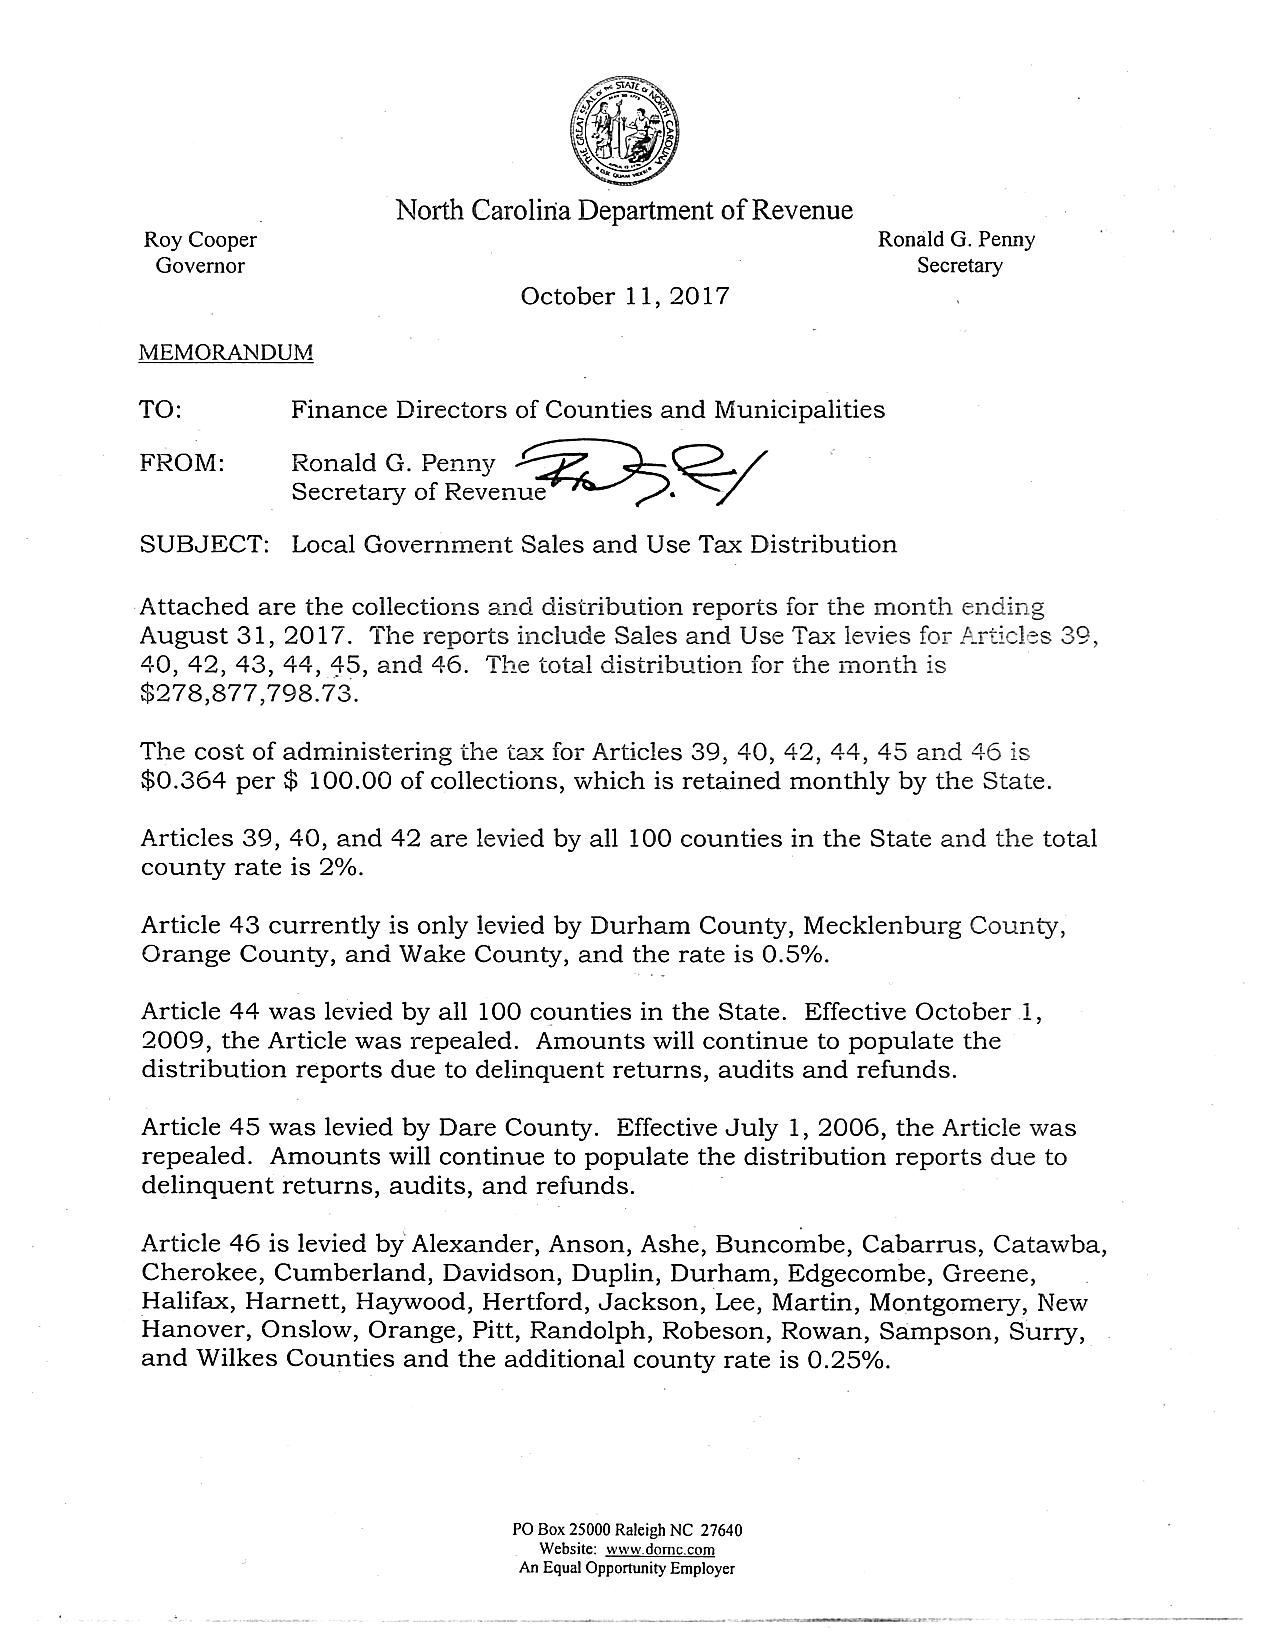 THE GREAT SEAL OF THE STATE OF NORTH CAROLINA
North Carolina Department of Revenue
Roy Cooper
Governor
Ronald G. Penny
Secretary
October 11, 2017
MEMORANDUM
TO: Finance Directors of Counties and Municipalities
FROM: Ronald G. Penny
Secretary of Revenue
SUBJECT: Local Government Sales and Use Tax Distribution
Attached are the collections and distribution reports for the month ending
August 31, 2017. The reports include Sales and Use Tax levies for Articles 39,
40, 42, 43, 44, 45, and 46. The total distribution for the month is
$278,877,798.73.
The cost of administering the tax for Articles 39, 40, 42, 44, 45 and 46 is
$0.364 per $ 100.00 of collections, which is retained monthly by the State.
Articles 39, 40, and 42 are levied by all 100 counties in the State and the total
county rate is 2%.
Article 43 currently is only levied by Durham County, Mecklenburg County,
Orange County, and Wake County, and the rate is 0.5%.
Article 44 was levied by all 100 counties in the State. Effective October 1,
2009, the Article was repealed. Amounts will continue to populate the
distribution reports due to delinquent returns, audits and refunds.
Article 45 was levied by Dare County. Effective July 1, 2006, the Article was
repealed. Amounts will continue to populate the distribution reports due to
delinquent returns, audits, and refunds.
Article 46 is levied by Alexander, Anson, Ashe, Buncombe, Cabarrus, Catawba,
Cherokee, Cumberland, Davidson, Duplin, Durham, Edgecombe, Greene,
Halifax, Harnett, Haywood, Hertford, Jackson, Lee, Martin, Montgomery, New
Hanover, Onslow, Orange, Pitt, Randolph, Robeson, Rowan, Sampson, Surry,
and Wilkes Counties and the additional county rate is 0.25%.
PO Box 25000 Raleigh NC 27640
Website: www.dornc.com
An Equal Opportunity Employer